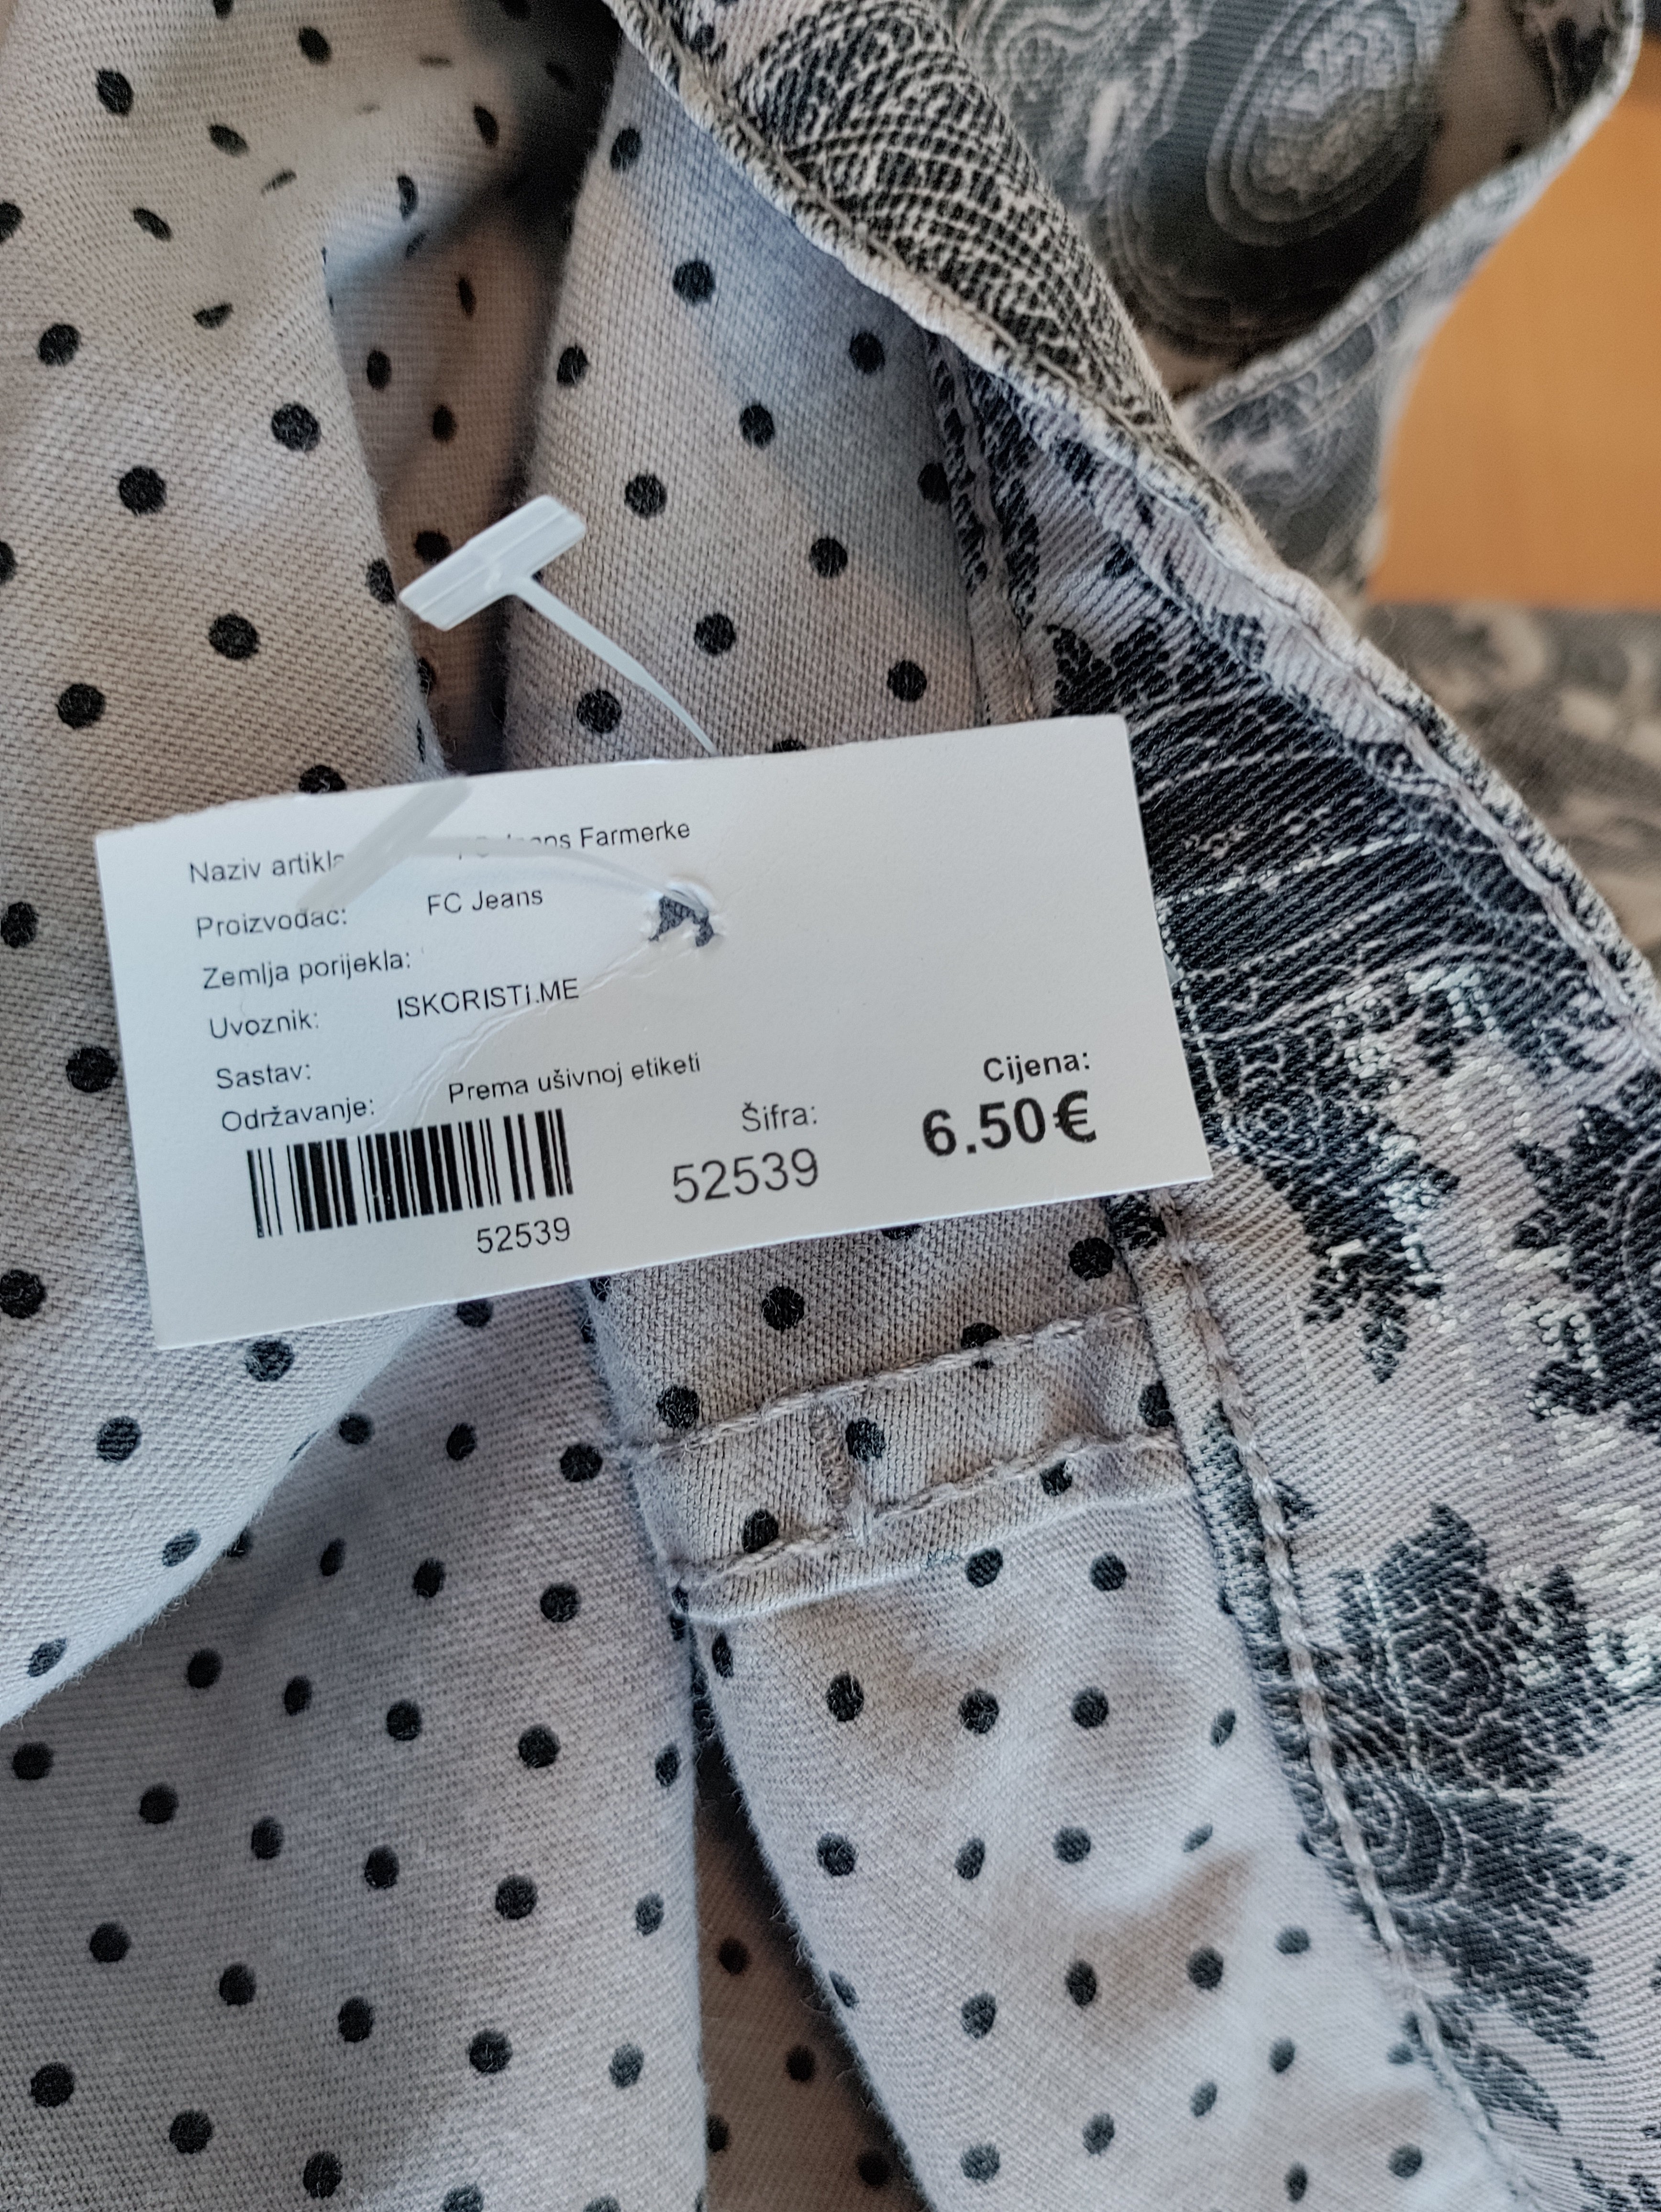 Naziv artikla Jeans Farmerke
Proizvođač: FC Jeans
Zemlja porijekla:
Uvoznik: ISKORISTI.ME
Sastav:
Održavanje: Prema ušivnoj etiketi
Šifra:
52539
Cijena:
6.50€
52539